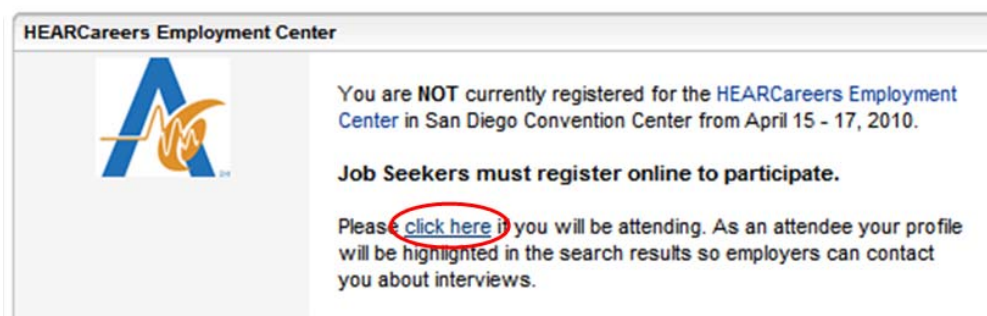 HEARCareers Employment Center
You are NOT currently registered for the HEARCareers Employment
Center in San Diego Convention Center from April 15 - 17, 2010.
Job Seekers must register online to participate.
Please click here if you will be attending. As an attendee your profile
will be highlighted in the search results so employers can contact
you about interviews.